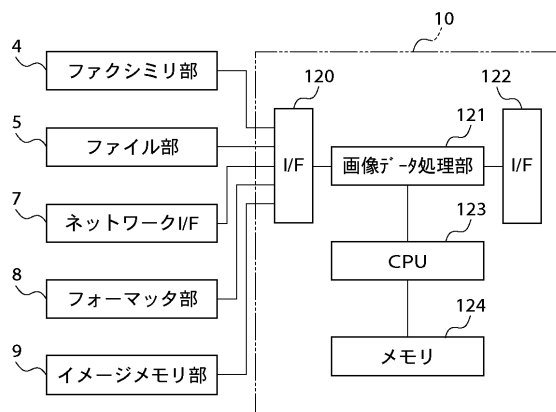 10
4
ファクシミリ部
120
122
5
ファイル部
121
I/F
画像データ処理部
I/F
7
ネットワークI/F
123
CPU
8
フォーマッタ部
124
メモリ
9
イメージメモリ部